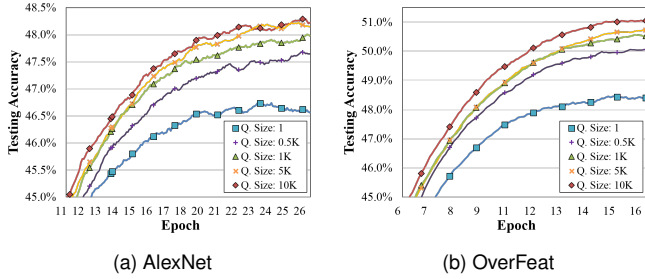 48.5%
48.0%
47.5%
47.0%
46.5%
46.0%
45.5%
45.0%
Testing Accuracy
11 12 13 14 15 16 17 18 19 20 21 22 23 24 25 26
Epoch
Q. Size: 1
Q. Size: 0.5K
Q. Size: 1K
Q. Size: 5K
Q. Size: 10K
(a) AlexNet
51.0%
50.0%
49.0%
48.0%
47.0%
46.0%
45.0%
Testing Accuracy
6 7 8 9 10 11 12 13 14 15 16
Epoch
Q. Size: 1
Q. Size: 0.5K
Q. Size: 1K
Q. Size: 5K
Q. Size: 10K
(b) OverFeat